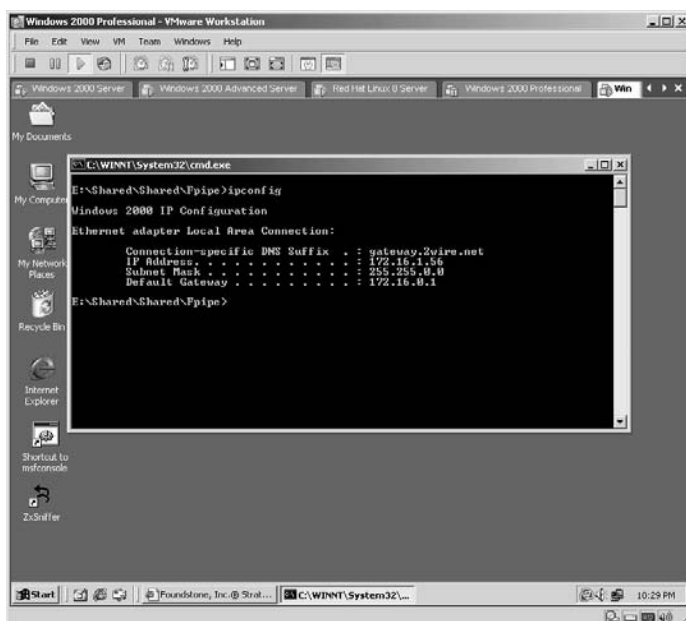 Windows 2000 Professional - VMware Workstation
File Edit View VM Team Windows Help
Windows 2000 Server Windows 2000 Advanced Server Red Hat Linux 8 Server Windows 2000 Professional Win
My Documents
C:\WINNT\System32\cmd.exe
E:\Shared\Shared\Fpipe>ipconfig
My Computer
Windows 2000 IP Configuration
Ethernet adapter Local Area Connection:
Connection-specific DNS Suffix . : gateway.2wire.net
IP Address. . . . . . . . . . . . : 172.16.1.56
Subnet Mask . . . . . . . . . . . : 255.255.0.0
Default Gateway . . . . . . . . . : 172.16.0.1
My Network
Places
E:\Shared\Shared\Fpipe>
Recycle Bin
Internet
Explorer
Shortcut to
msfconsole
ZxSniffer
Start Foundstone, Inc.® Strat... C:\WINNT\System32\... 10:29 PM